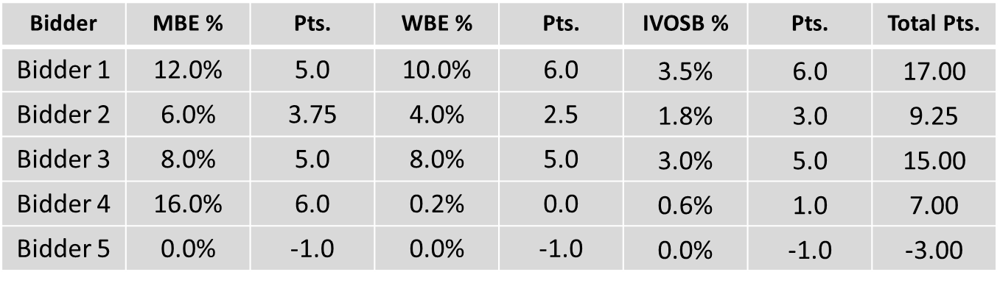 Bidder MBE % Pts. WBE % Pts. IVOSB % Pts. Total Pts.
Bidder 1 12.0% 5.0 10.0% 6.0 3.5% 6.0 17.00
Bidder 2 6.0% 3.75 4.0% 2.5 1.8% 3.0 9.25
Bidder 3 8.0% 5.0 8.0% 5.0 3.0% 5.0 15.00
Bidder 4 16.0% 6.0 0.2% 0.0 0.6% 1.0 7.00
Bidder 5 0.0% -1.0 0.0% -1.0 0.0% -1.0 -3.00